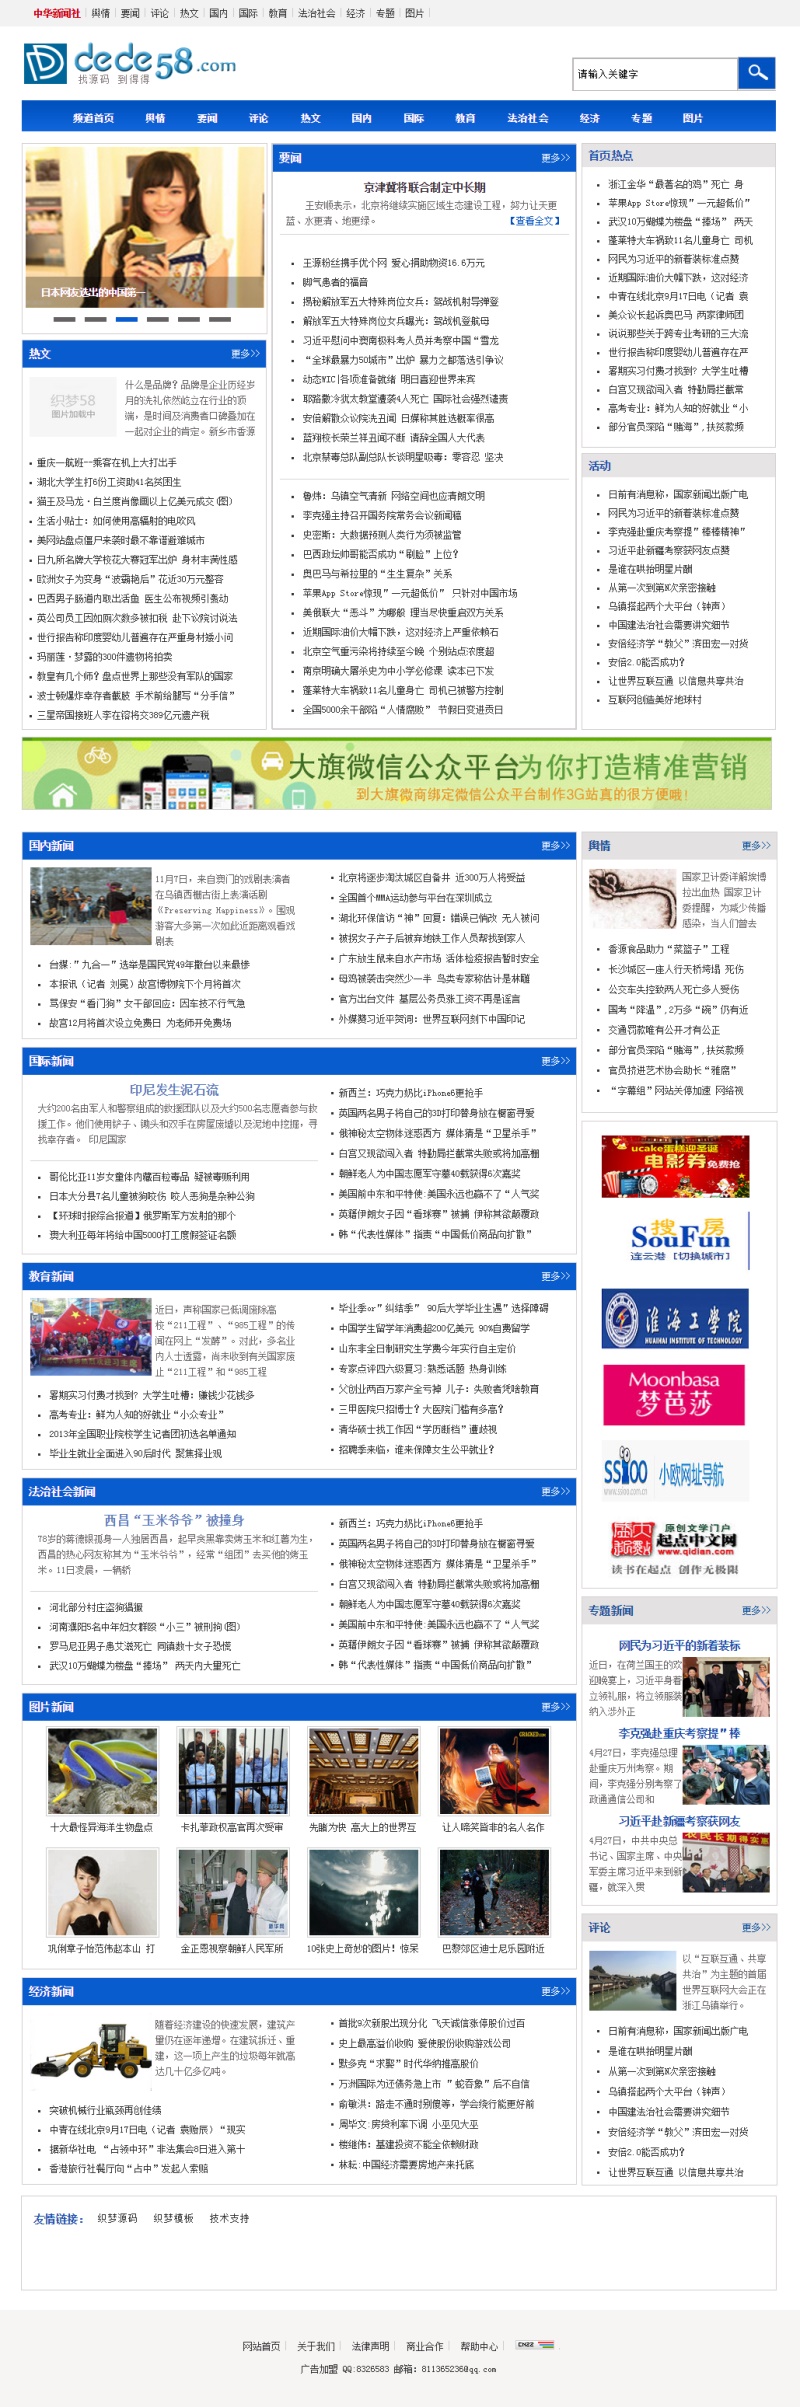 中华新闻社 舆情 要闻 评论 热文 国内 国际 教育 法治社会 经济 专题 图片
dede58.com
找源码 到得得
请输入关键字
频道首页 舆情 要闻 评论 热文 国内 国际 教育 法治社会 经济 专题 图片
日本网友选出的中国第一
热文 更多>>
织梦58
图片加载中
什么是品牌?品牌是企业历经岁
月的洗礼依然屹立在行业的顶
端，是时间及消费者口碑叠加在
一起对企业的肯定。新乡市香源
重庆一航班--乘客在机上大打出手
湖北大学生打6份工资助41名贫困生
猫王及马龙·白兰度肖像画以上亿美元成交(图)
生活小贴士：如何使用高辐射的电吹风
美网站盘点僵尸来袭时最不靠谱避难城市
日九所名牌大学校花大赛冠军出炉 身材丰满性感
欧洲女子为变身“波霸艳后”花近30万元整容
巴西男子肠道内取出活鱼 医生公布视频引轰动
英公司员工因如厕次数多被扣税 赴下议院讨说法
世行报告称印度婴幼儿普遍存在严重身材矮小问
玛丽莲·梦露的300件遗物将拍卖
教皇有几个师?盘点世界上那些没有军队的国家
波士顿爆炸幸存者截肢 手术前给腿写“分手信”
三星帝国接班人李在镕将交389亿元遗产税
要闻 更多>>
京津冀将联合制定中长期
王安顺表示，北京将继续实施区域生态建设工程，努力让天更
蓝、水更清、地更绿。 【查看全文】
王源粉丝携手优个网 爱心捐助物资16.6万元
脚气患者的福音
揭秘解放军五大特殊岗位女兵：驾战机射导弹登
解放军五大特殊岗位女兵曝光：驾战机登航母
习近平慰问中澳南极科考人员并考察中国“雪龙
“全球最暴力50城市”出炉 暴力之都落选引争议
动态WIC|各项准备就绪 明日喜迎世界来宾
耶路撒冷犹太教堂遭袭4人死亡 国际社会强烈谴责
安倍解散众议院洗丑闻 日媒称其胜选概率很高
蓝翔校长荣兰祥丑闻不断 请辞全国人大代表
北京禁毒总队副总队长谈明星吸毒：零容忍 坚决
鲁炜：乌镇空气清新 网络空间也应清朗文明
李克强主持召开国务院常务会议新闻稿
史密斯：大数据预测人类行为须被监管
巴西政坛帅哥能否成功“刷脸”上位?
奥巴马与希拉里的“生生复杂”关系
苹果App Store惊现”一元超低价” 只针对中国市场
美俄联大“恶斗”为哪般 理当尽快重启双方关系
近期国际油价大幅下跌，这对经济上严重依赖石
北京空气重污染将持续至今晚 个别站点浓度超
南京明确大屠杀史为中小学必修课 读本已下发
蓬莱特大车祸致11名儿童身亡 司机已被警方控制
全国5000余干部陷“人情腐败” 节假日变进贡日
首页热点
浙江金华“最著名的鸡”死亡 身
苹果App Store惊现”一元超低价”
武汉10万蝴蝶为楼盘“捧场” 两天
蓬莱特大车祸致11名儿童身亡 司机
网民为习近平的新着装标准点赞
近期国际油价大幅下跌，这对经济
中青在线北京9月17日电（记者 袁
美众议长起诉奥巴马 两家律师团
说说那些关于跨专业考研的三大流
世行报告称印度婴幼儿普遍存在严
暑期实习付费才找到? 大学生吐槽
白宫又现欲闯入者 特勤局拦截常
高考专业：鲜为人知的好就业“小
部分官员深陷“赌海”,扶贫款频
活动
日前有消息称，国家新闻出版广电
网民为习近平的新着装标准点赞
李克强赴重庆考察提“棒棒精神”
习近平赴新疆考察获网友点赞
是谁在哄抬明星片酬
从第一次到第N次亲密接触
乌镇搭起两个大平台（钟声）
中国建法治社会需要讲究细节
安倍经济学“教父”滨田宏一对货
安倍2.0能否成功?
让世界互联互通 以信息共享共治
互联网创造美好地球村
大旗微信公众平台为你打造精准营销
到大旗微商绑定微信公众平台制作3G站真的很方便哦!
国内新闻 更多>>
11月7日，来自澳门的戏剧表演者
在乌镇西栅古街上表演话剧
《Preserving Happiness》。围观
游客大多第一次如此近距离观看戏
剧表
台媒:”九合一”选举是国民党49年撤台以来最惨
本报讯（记者 刘冕）故宫博物院下个月将首次
骂保安“看门狗”女干部回应：因车技不行气急
故宫12月将首次设立免费日 为老师开免费场
北京将逐步淘汰城区自备井 近300万人将受益
全国首个MMA运动参与平台在深圳成立
湖北环保信访“神”回复：错误已悄改 无人被问
被拐女子产子后被弃地铁工作人员帮找到家人
广东放生鼠来自水产市场 活体检疫报告暂时安全
母鸡被袭击突然少一半 鸟类专家称估计是林雕
官方出台文件 基层公务员涨工资不再是谣言
外媒赞习近平贺词：世界互联网刻下中国印记
舆情 更多>>
国家卫计委详解埃博
拉出血热 国家卫计
委提醒，为减少传播
感染，当人们曾去
香源食品助力“菜篮子”工程
长沙城区一座人行天桥垮塌 死伤
公交车失控致两人死亡多人受伤
国考“降温”,2万多“碗”仍有近
交通罚款唯有公开才有公正
部分官员深陷“赌海”,扶贫款频
官员挤进艺术协会助长“雅腐”
“字幕组”网站关停加速 网络视
国际新闻 更多>>
印尼发生泥石流
大约200名由军人和警察组成的救援团队以及大约500名志愿者参与救
援工作。他们使用铲子、锄头和双手在房屋废墟以及泥地中挖掘，寻
找幸存者。 印尼国家
哥伦比亚11岁女童体内藏百粒毒品 疑被毒贩利用
日本大分县7名儿童被狗咬伤 咬人恶狗是杂种公狗
【环球时报综合报道】俄罗斯军方发射的那个
澳大利亚每年将给中国5000打工度假签证名额
新西兰：巧克力奶比iPhone6更抢手
英国两名男子将自己的3D打印替身放在橱窗寻爱
俄神秘太空物体迷惑西方 媒体猜是“卫星杀手”
白宫又现欲闯入者 特勤局拦截常失败或将加高栅
朝鲜老人为中国志愿军守墓40载获得6次嘉奖
美国前中东和平特使:美国永远也赢不了“人气奖
英籍伊朗女子因“看球赛”被捕 伊称其欲颠覆政
韩“代表性媒体”指责“中国低价商品向扩散”
ucake蛋糕迎圣诞
电影券 免费抢
搜房
SouFun
连云港 [切换城市]
淮海工学院
HUAIHAI INSTITUTE OF TECHNOLOGY
Moonbasa
梦芭莎
SSYOO 小欧网址导航
www.ssoo.com.cn
原创文学门户
起点中文网
www.qidian.com
读书在起点 创作无极限
教育新闻 更多>>
近日，声称国家已低调废除高
校“211工程”、“985工程”的传
闻在网上“发酵”。对此，多名业
内人士透露，尚未收到有关国家废
止“211工程”和“985工程
暑期实习付费才找到? 大学生吐槽：赚钱少花钱多
高考专业：鲜为人知的好就业“小众专业”
2013年全国职业院校学生记者团初选名单通知
毕业生就业全面进入90后时代 聚焦择业观
毕业季or”纠结季” 90后大学毕业生遇”选择障碍
中国学生留学年消费超200亿美元 90%自费留学
山东非全日制研究生学费今年实行自主定价
专家点评四六级复习:熟悉话题 热身训练
父创业两百万家产全亏掉 儿子：失败者凭啥教育
三甲医院只招博士? 大医院门槛有多高?
清华硕士找工作因“学历断档”遭歧视
招聘季来临，谁来保障女生公平就业?
法治社会新闻 更多>>
西昌“玉米爷爷”被撞身
78岁的蒋德银孤身一人独居西昌，起早贪黑靠卖烤玉米和红薯为生，
西昌的热心网友称其为“玉米爷爷”，经常“组团”去买他的烤玉
米。11日凌晨，一辆轿
河北部分村庄盗狗猖獗
河南濮阳5名中年妇女群殴“小三”被刑拘(图)
罗马尼亚男子患艾滋死亡 同镇数十女子恐慌
武汉10万蝴蝶为楼盘“捧场” 两天内大量死亡
新西兰：巧克力奶比iPhone6更抢手
英国两名男子将自己的3D打印替身放在橱窗寻爱
俄神秘太空物体迷惑西方 媒体猜是“卫星杀手”
白宫又现欲闯入者 特勤局拦截常失败或将加高栅
朝鲜老人为中国志愿军守墓40载获得6次嘉奖
美国前中东和平特使:美国永远也赢不了“人气奖
英籍伊朗女子因“看球赛”被捕 伊称其欲颠覆政
韩“代表性媒体”指责“中国低价商品向扩散”
专题新闻 更多>>
网民为习近平的新着装标
近日，在荷兰国王的欢
迎晚宴上，习近平身着
立领礼服，将立领服装
纳入涉外正
李克强赴重庆考察提”棒
4月27日，李克强总理
赴重庆万州考察。期
间，李克强分别考察了
政通通信公司和
习近平赴新疆考察获网友
4月27日，中共中央总
书记、国家主席、中央
军委主席习近平来到新
疆，就深入贯
图片新闻 更多>>
十大最怪异海洋生物盘点
卡扎菲政权高官再次受审
先睹为快 高大上的世界互
让人啼笑皆非的名人名作
巩俐章子怡范伟赵本山 打
金正恩视察朝鲜人民军所
10张史上奇妙的图片! 惊呆
巴黎郊区迪士尼乐园附近
评论 更多>>
以“互联互通、共享
共治”为主题的首届
世界互联网大会正在
浙江乌镇举行。
日前有消息称，国家新闻出版广电
是谁在哄抬明星片酬
从第一次到第N次亲密接触
乌镇搭起两个大平台（钟声）
中国建法治社会需要讲究细节
安倍经济学“教父”滨田宏一对货
安倍2.0能否成功?
让世界互联互通 以信息共享共治
经济新闻 更多>>
随着经济建设的快速发展，建筑产
量仍在逐年递增。在建筑拆迁、重
建，这一项上产生的垃圾每年就高
达几十亿多亿吨。
突破机械行业瓶颈再创佳绩
中青在线北京9月17日电（记者 袁贻辰）“现实
据新华社电 “占领中环”非法集会8日进入第十
香港旅行社餐厅向“占中”发起人索赔
首批9次新股出现分化 飞天诚信张停股价过百
史上最高溢价收购 爱使股份收购游戏公司
默多克“求娶”时代华纳推高股价
万洲国际为还债务急上市 ”蛇吞象”后不自信
俞敏洪：路走不通时别傻等，学会绕行能更好前
周毕文:房贷利率下调 小巫见大巫
楼继伟：基建投资不能全依赖财政
林耘:中国经济需要房地产来托底
友情链接： 织梦源码 织梦模板 技术支持
网站首页 关于我们 法律声明 商业合作 帮助中心 CNZZ
广告加盟 QQ:8326583 邮箱：811365236@qq.com